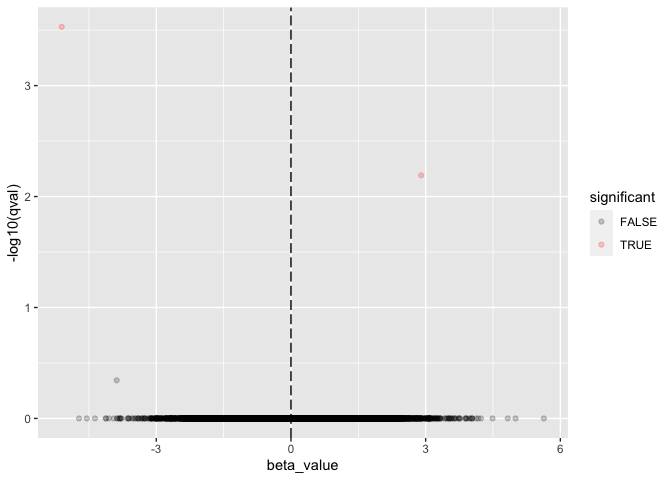 3
2
1
0
-log10(qval)
-3
0
3
6
beta_value
significant
FALSE
TRUE